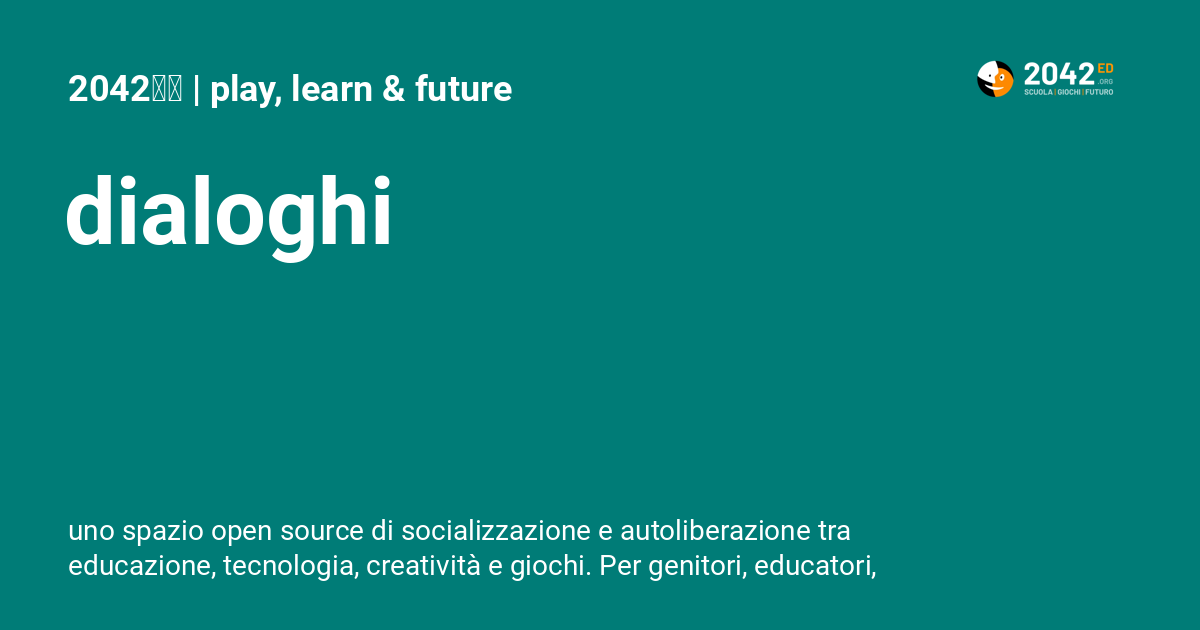 2042 | play, learn & future
2042 ED
.ORG
SCUOLA | GIOCHI | FUTURO
dialoghi
uno spazio open source di socializzazione e autoliberazione tra
educazione, tecnologia, creatività e giochi. Per genitori, educatori,